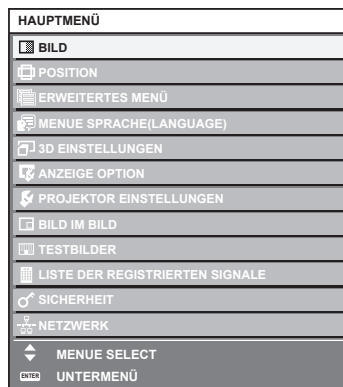 HAUPTMENÜ
BILD
POSITION
ERWEITERTES MENÜ
MENUE SPRACHE(LANGUAGE)
3D EINSTELLUNGEN
ANZEIGE OPTION
PROJEKTOR EINSTELLUNGEN
BILD IM BILD
TESTBILDER
LISTE DER REGISTRIERTEN SIGNALE
SICHERHEIT
NETZWERK
MENUE SELECT
ENTER UNTERMENÜ